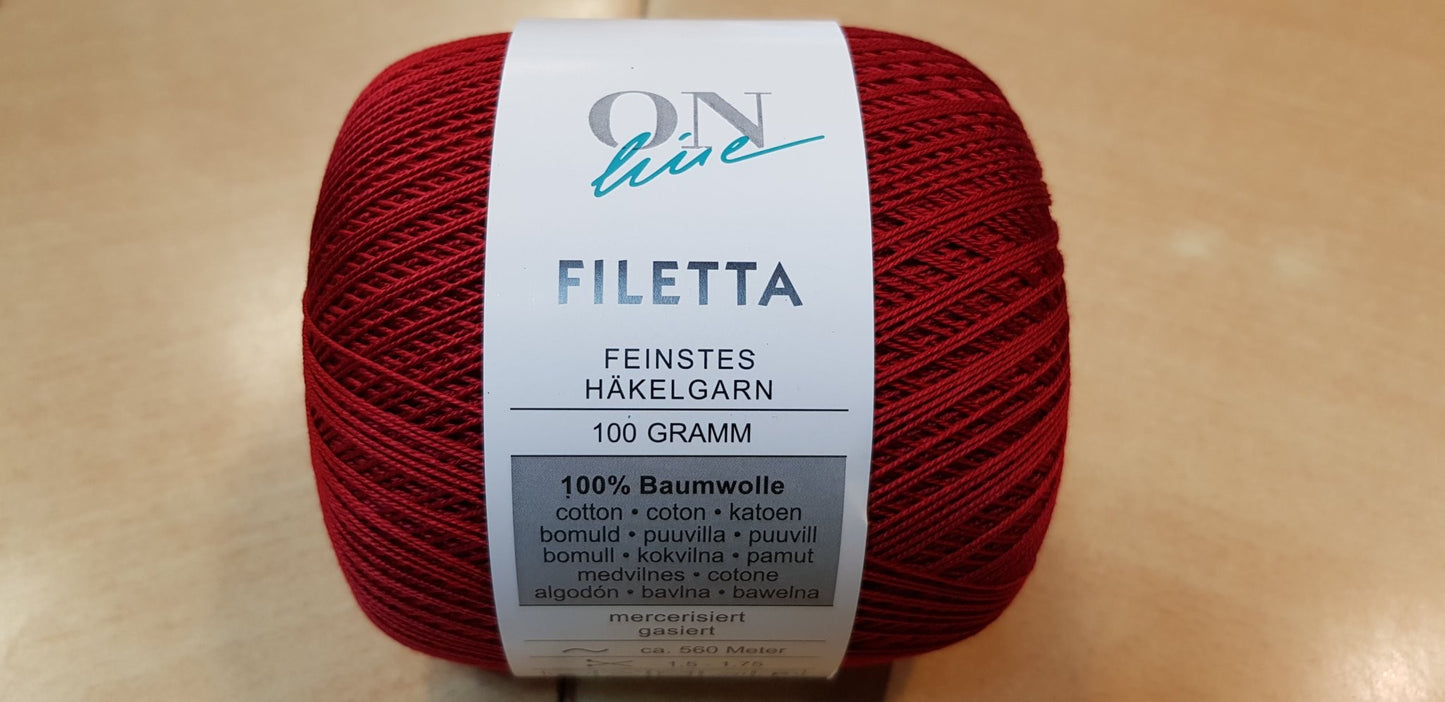 ON
line
FILETTA
FEINSTES
HÄKELGARN
100 GRAMM
100% Baumwolle
cotton • coton • katoen
bomuld • puuvilla • puuvill
bomull • kokvilna • pamut
medvilnes • cotone
algodón • bavlna • bawełna
mercerisiert
gasiert
ca. 560 Meter
1.5 - 1.75